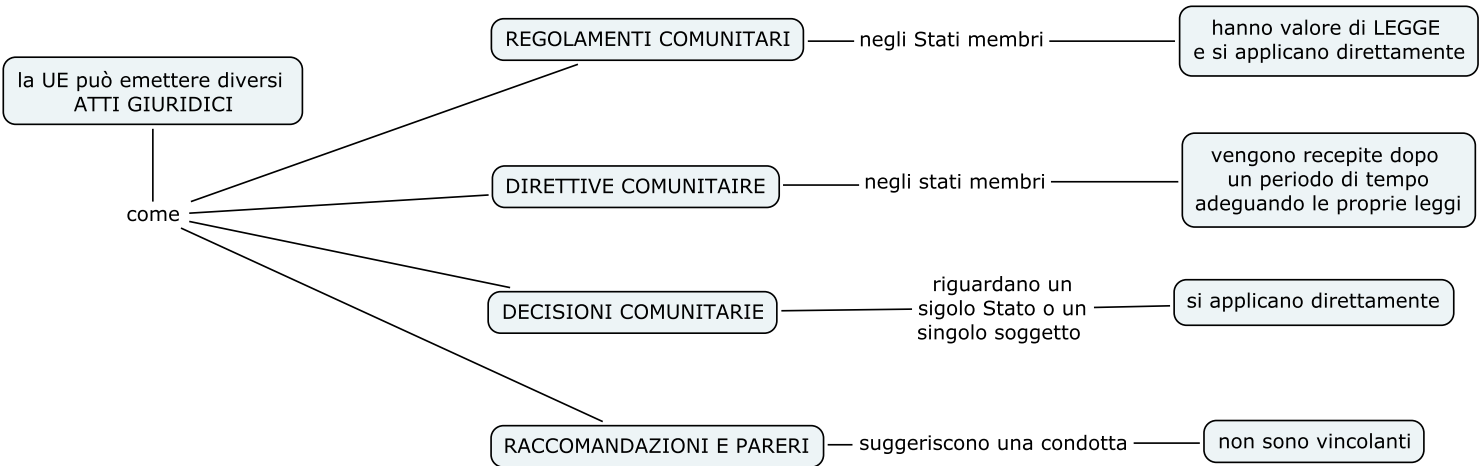 la UE può emettere diversi
ATTI GIURIDICI
come
REGOLAMENTI COMUNITARI
negli Stati membri
hanno valore di LEGGE
e si applicano direttamente
DIRETTIVE COMUNITAIRE
negli stati membri
vengono recepite dopo
un periodo di tempo
adeguando le proprie leggi
DECISIONI COMUNITARIE
riguardano un
sigolo Stato o un
singolo soggetto
si applicano direttamente
RACCOMANDAZIONI E PARERI
suggeriscono una condotta
non sono vincolanti